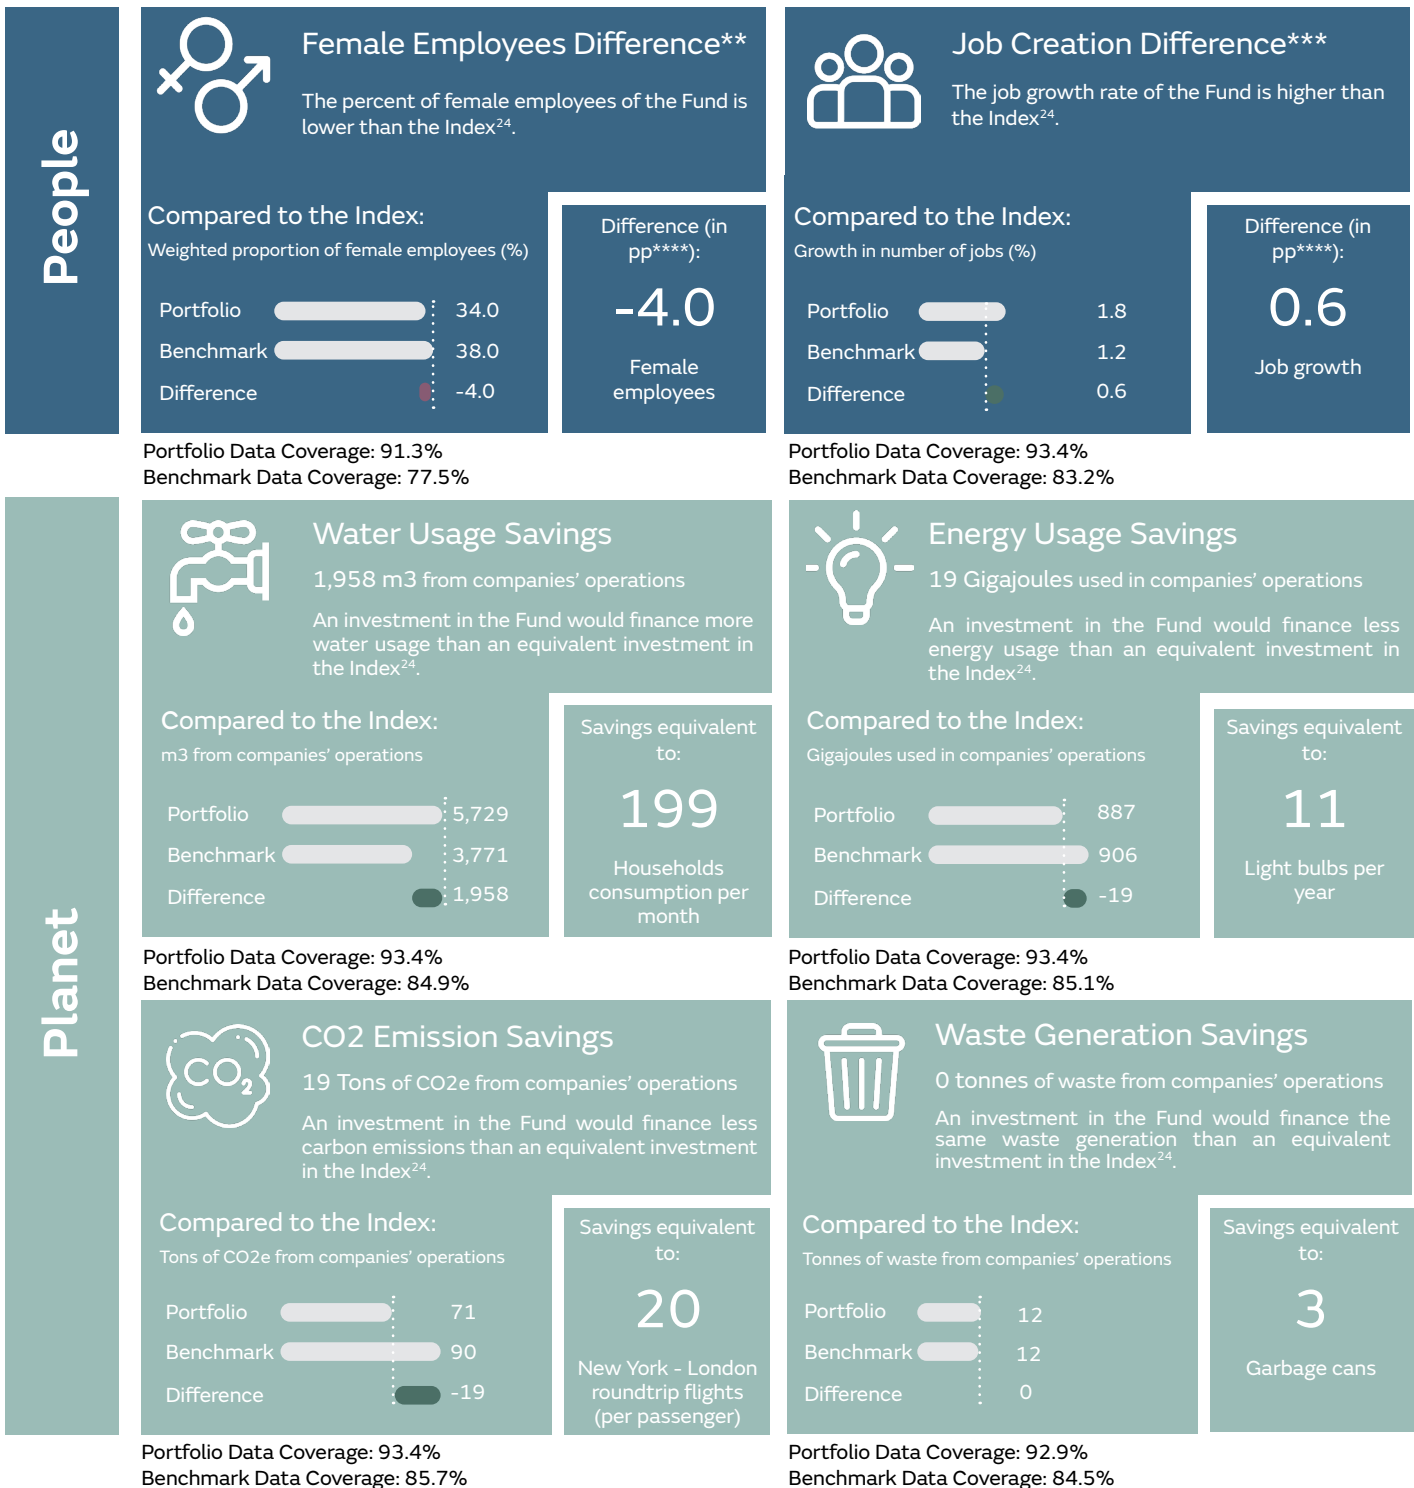 People
Female Employees Difference**
The percent of female employees of the Fund is
lower than the Index24.
Compared to the Index:
Weighted proportion of female employees (%)
Portfolio 34.0
Benchmark 38.0
Difference -4.0
Difference (in
pp****):
-4.0
Female
employees
Portfolio Data Coverage: 91.3%
Benchmark Data Coverage: 77.5%
Job Creation Difference***
The job growth rate of the Fund is higher than
the Index24.
Compared to the Index:
Growth in number of jobs (%)
Portfolio 1.8
Benchmark 1.2
Difference 0.6
Difference (in
pp****):
0.6
Job growth
Portfolio Data Coverage: 93.4%
Benchmark Data Coverage: 83.2%
Planet
Water Usage Savings
1,958 m3 from companies' operations
An investment in the Fund would finance more
water usage than an equivalent investment in
the Index24.
Compared to the Index:
m3 from companies' operations
Portfolio 5,729
Benchmark 3,771
Difference 1,958
Savings equivalent
to:
199
Households
consumption per
month
Portfolio Data Coverage: 93.4%
Benchmark Data Coverage: 84.9%
Energy Usage Savings
19 Gigajoules used in companies' operations
An investment in the Fund would finance less
energy usage than an equivalent investment in
the Index24.
Compared to the Index:
Gigajoules used in companies' operations
Portfolio 887
Benchmark 906
Difference -19
Savings equivalent
to:
11
Light bulbs per
year
Portfolio Data Coverage: 93.4%
Benchmark Data Coverage: 85.1%
CO2
CO2 Emission Savings
19 Tons of CO2e from companies' operations
An investment in the Fund would finance less
carbon emissions than an equivalent investment
in the Index24.
Compared to the Index:
Tons of CO2e from companies' operations
Portfolio 71
Benchmark 90
Difference -19
Savings equivalent
to:
20
New York - London
roundtrip flights
(per passenger)
Portfolio Data Coverage: 93.4%
Benchmark Data Coverage: 85.7%
Waste Generation Savings
0 tonnes of waste from companies' operations
An investment in the Fund would finance the
same waste generation than an equivalent
investment in the Index24.
Compared to the Index:
Tonnes of waste from companies' operations
Portfolio 12
Benchmark 12
Difference 0
Savings equivalent
to:
3
Garbage cans
Portfolio Data Coverage: 92.9%
Benchmark Data Coverage: 84.5%